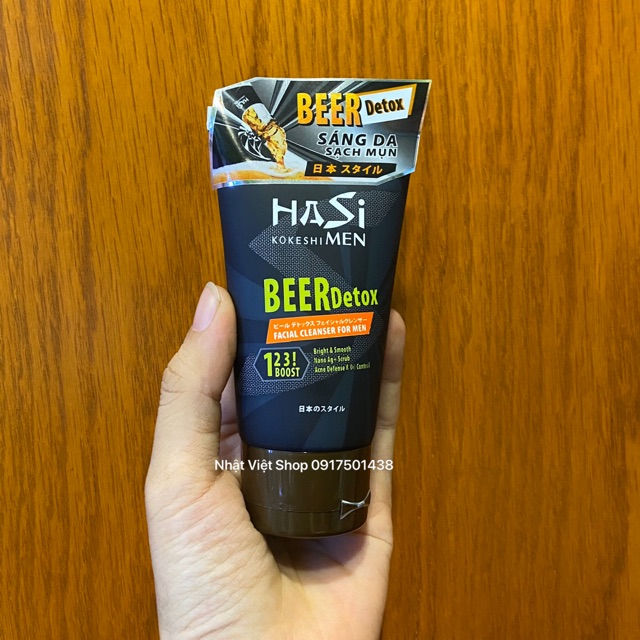 BEER Detox
SÁNG DA
SẠCH MỤN
日本 スタイル
HASi
KOKESHI MEN
BEER Detox
ビール デトックス フェイシャルクレンザー
FACIAL CLEANSER FOR MEN
123!
BOOST
Bright & Smooth
Nano Ag+ Scrub
Acne Defense & Oil Control
日本のスタイル
Nhật Việt Shop 0917501438